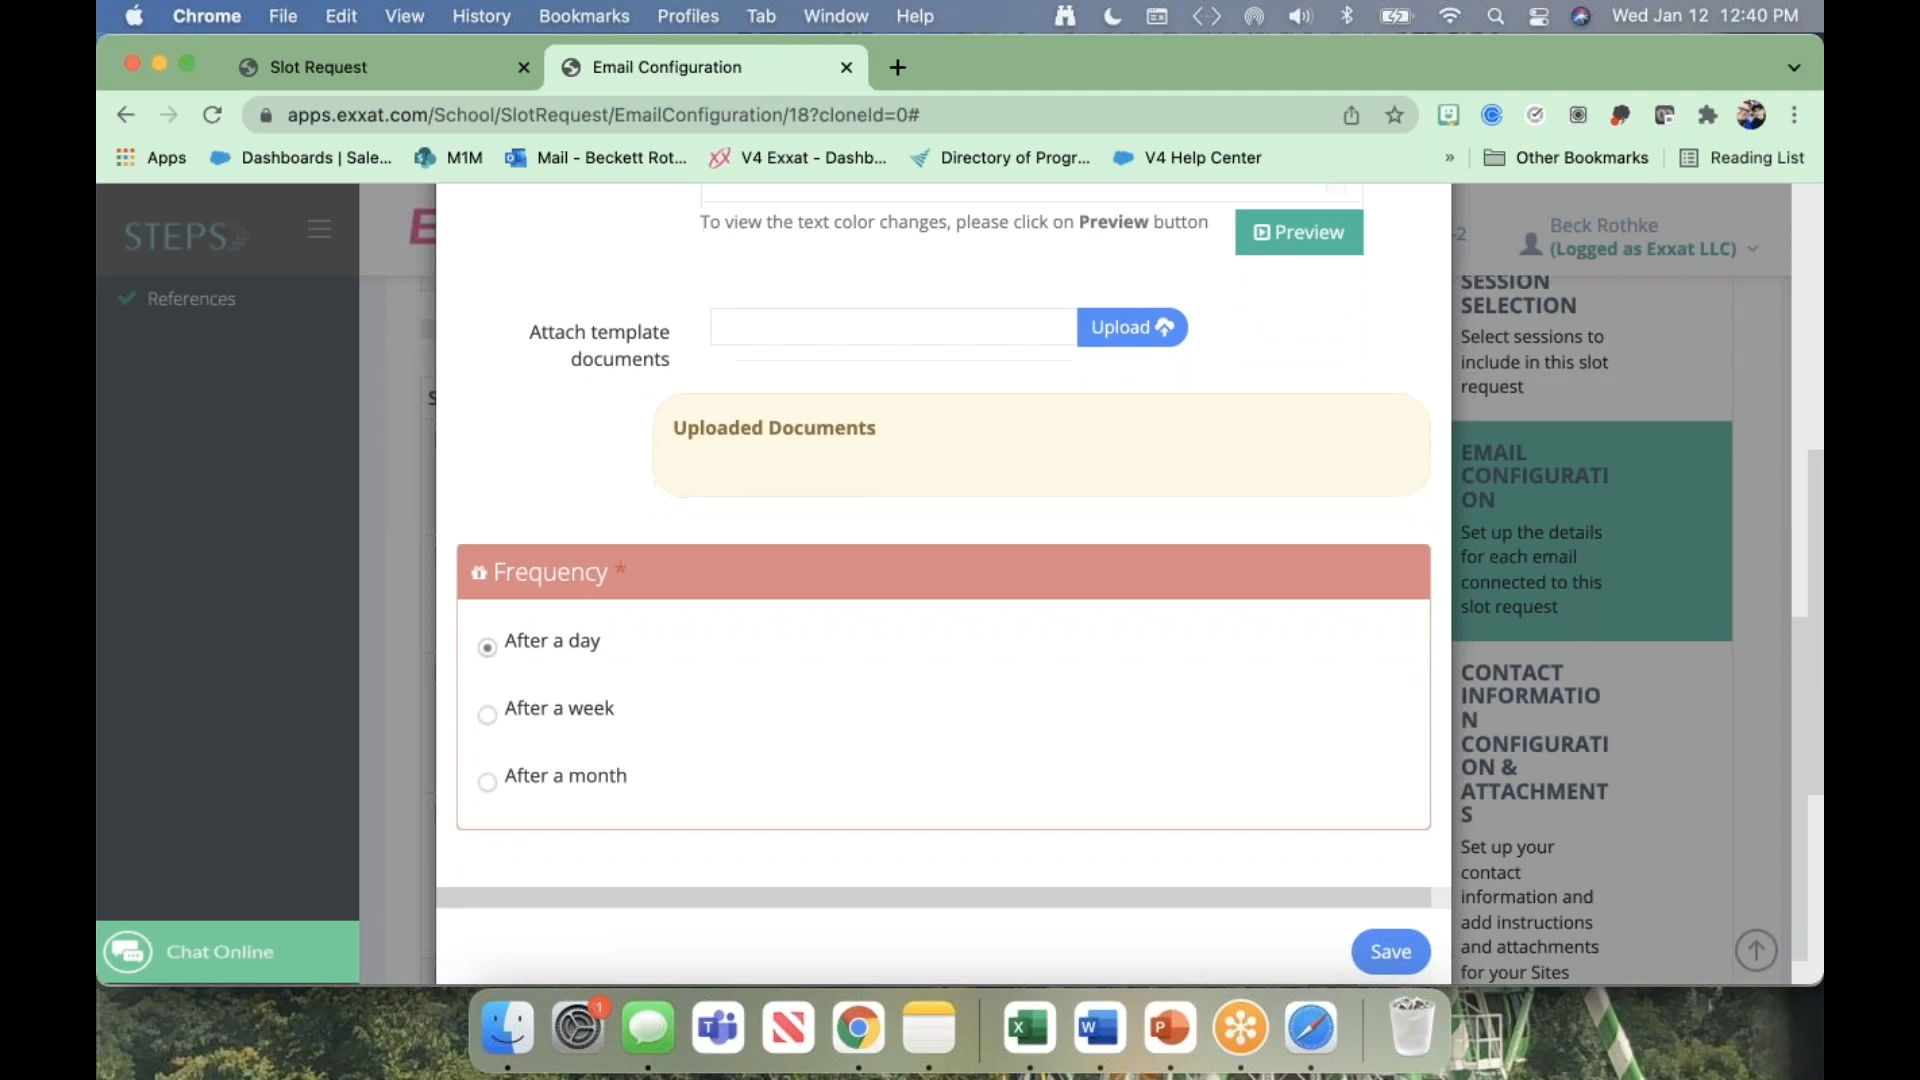 Chrome File Edit View History Bookmarks Profiles Tab Window Help Wed Jan 12 12:40 PM
Slot Request Email Configuration
apps.exxat.com/School/SlotRequest/EmailConfiguration/18?cloneId=0#
Apps Dashboards | Sale... M1M Mail - Beckett Rot... V4 Exxat - Dashb... Directory of Progr... V4 Help Center » Other Bookmarks Reading List
STEPS
References
Chat Online
To view the text color changes, please click on Preview button
Preview
Attach template
documents
Upload
Uploaded Documents
Frequency *
After a day
After a week
After a month
Save
-2
Beck Rothke
(Logged as Exxat LLC)
SESSION
SELECTION
Select sessions to
include in this slot
request
EMAIL
CONFIGURATI
ON
Set up the details
for each email
connected to this
slot request
CONTACT
INFORMATIO
N
CONFIGURATI
ON &
ATTACHMENT
S
Set up your
contact
information and
add instructions
and attachments
for your Sites
1